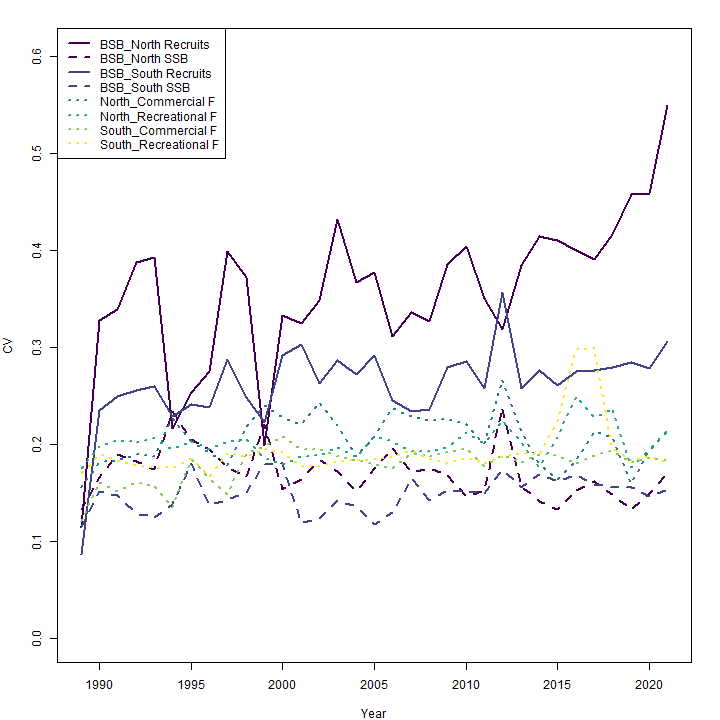 BSB_North Recruits
BSB_North SSB
BSB_South Recruits
BSB_South SSB
North_Commercial F
North_Recreational F
South_Commercial F
South_Recreational F
0.6
0.5
0.4
0.3
0.2
0.1
0.0
CV
1990 1995 2000 2005 2010 2015 2020
Year